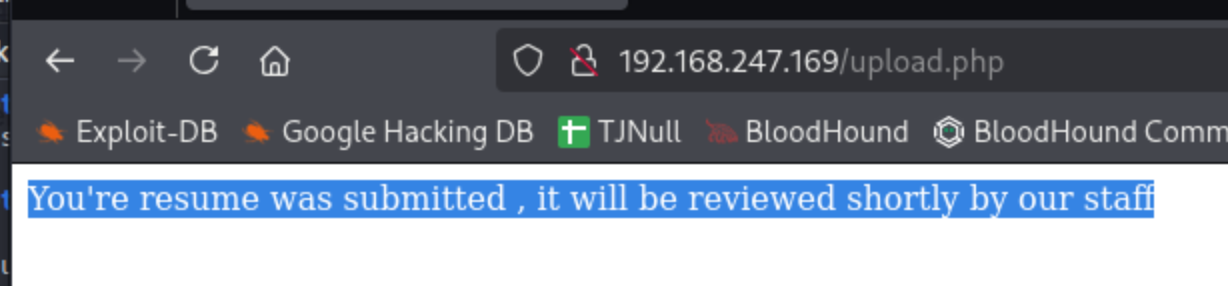 192.168.247.169/upload.php
Exploit-DB Google Hacking DB TJNull BloodHound BloodHound Comm
You're resume was submitted , it will be reviewed shortly by our staff